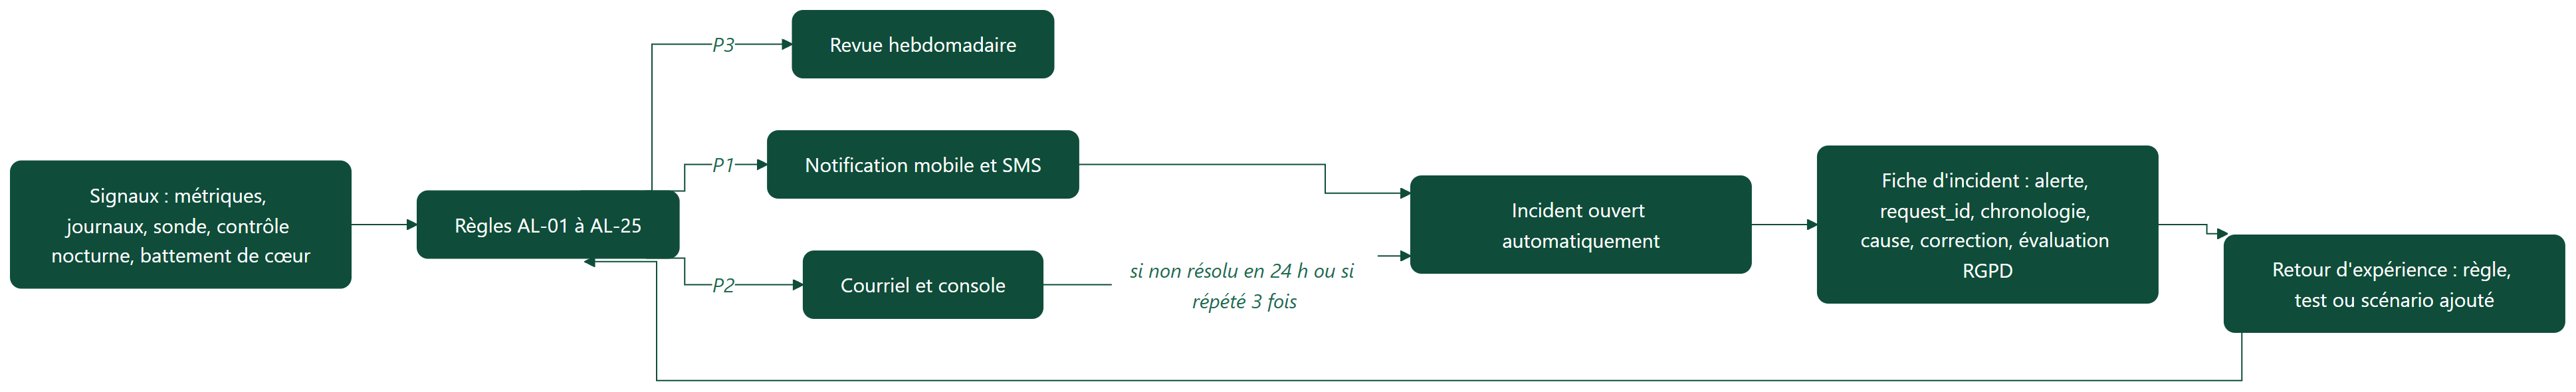 Signaux : métriques,
journaux, sonde, contrôle
nocturne, battement de cœur
Règles AL-01 à AL-25
P3
Revue hebdomadaire
P1
Notification mobile et SMS
P2
Courriel et console
si non résolu en 24 h ou si
répété 3 fois
Incident ouvert
automatiquement
Fiche d'incident : alerte,
request_id, chronologie,
cause, correction, évaluation
RGPD
Retour d'expérience : règle,
test ou scénario ajouté